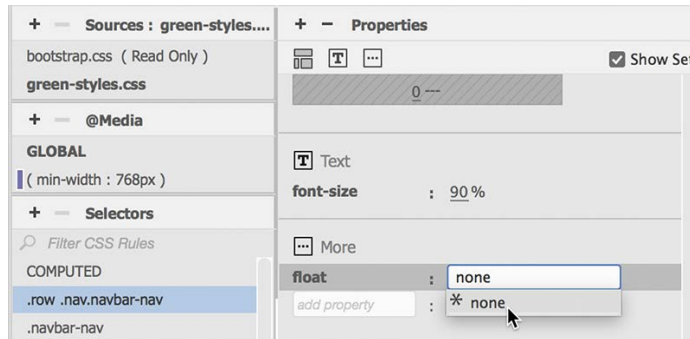 + − Sources : green-styles....
bootstrap.css ( Read Only )
green-styles.css
+ − @Media
GLOBAL
( min-width : 768px )
+ − Selectors
Filter CSS Rules
COMPUTED
.row .nav.navbar-nav
.navbar-nav
+ − Properties
T
Show Set
0 ---
T Text
font-size : 90 %
More
float : none
add property : * none